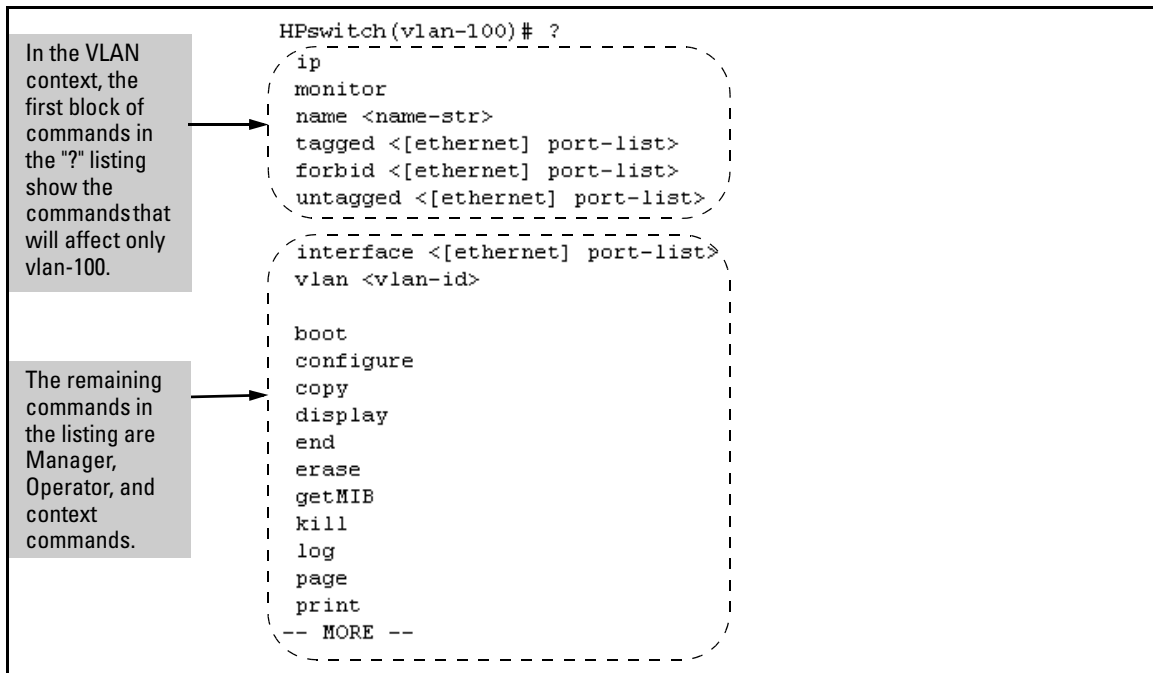 HPswitch(vlan-100)# ?
In the VLAN
context, the
first block of
commands in
the "?" listing
show the
commands that
will affect only
vlan-100.
ip
monitor
name <name-str>
tagged <[ethernet] port-list>
forbid <[ethernet] port-list>
untagged <[ethernet] port-list>
The remaining
commands in
the listing are
Manager,
Operator, and
context
commands.
interface <[ethernet] port-list>
vlan <vlan-id>
boot
configure
copy
display
end
erase
getMIB
kill
log
page
print
-- MORE --